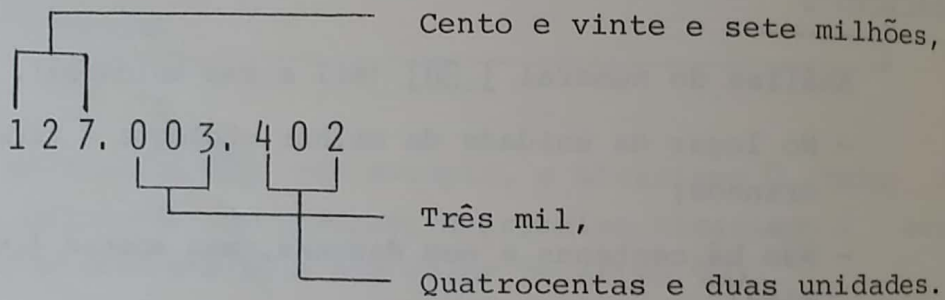 Cento e vinte e sete milhões,
127.003.402
Três mil,
Quatrocentas e duas unidades.